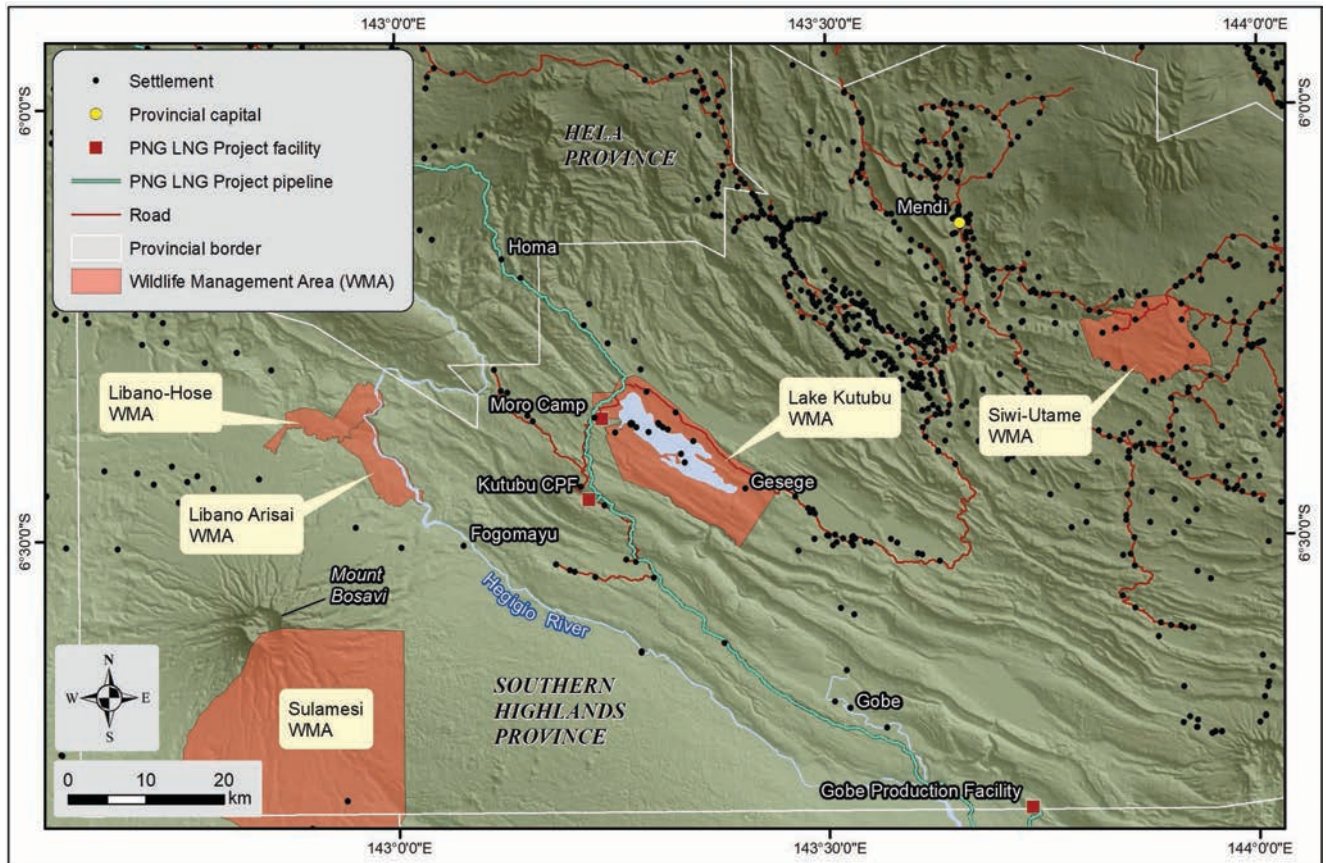 143°0'0"E
143°30'0"E
144°0'0"E
Settlement
Provincial capital
PNG LNG Project facility
PNG LNG Project pipeline
Road
Provincial border
Wildlife Management Area (WMA)
6°0'0"S
6°0'0"S
HELA
PROVINCE
Mendi
Homa
Libano-Hose
WMA
Moro Camp
Lake Kutubu
WMA
Siwi-Utame
WMA
Kutubu CPF
Gesege
Libano Arisai
WMA
Fogomayu
6°30'0"S
6°30'0"S
Mount
Bosavi
Hegigio River
N
W
E
S
Sulamesi
WMA
SOUTHERN
HIGHLANDS
PROVINCE
Gobe
0 10 20
km
Gobe Production Facility
143°0'0"E
143°30'0"E
144°0'0"E